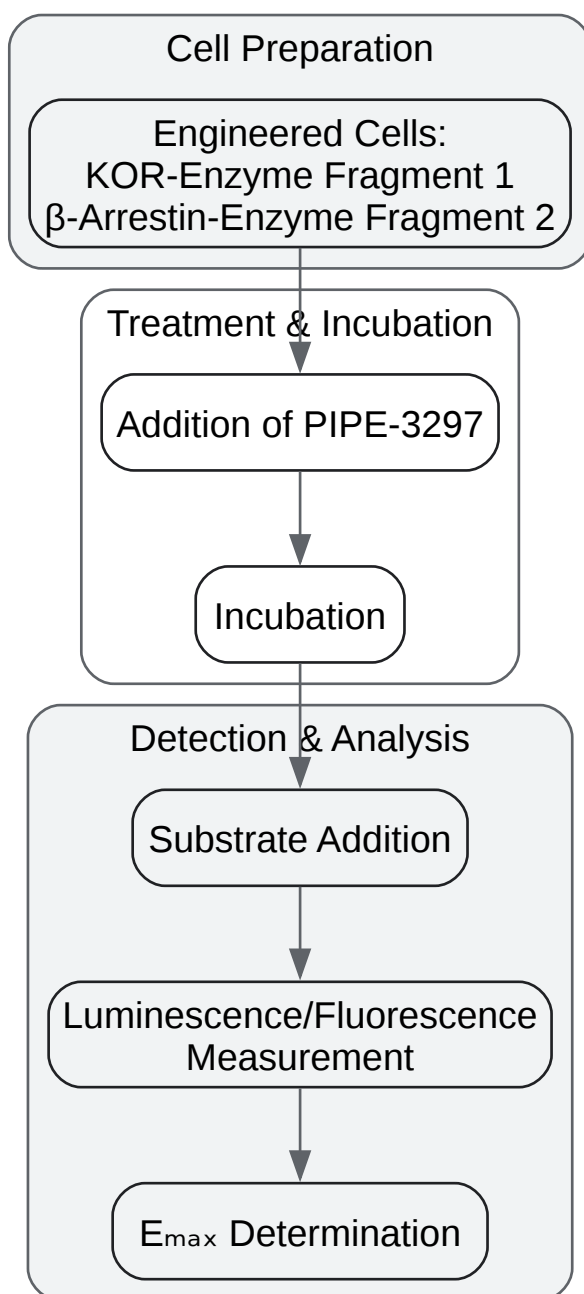 Cell Preparation
Engineered Cells:
KOR-Enzyme Fragment 1
β-Arrestin-Enzyme Fragment 2
Treatment & Incubation
Addition of PIPE-3297
Incubation
Detection & Analysis
Substrate Addition
Luminescence/Fluorescence
Measurement
Eₘₐₓ Determination